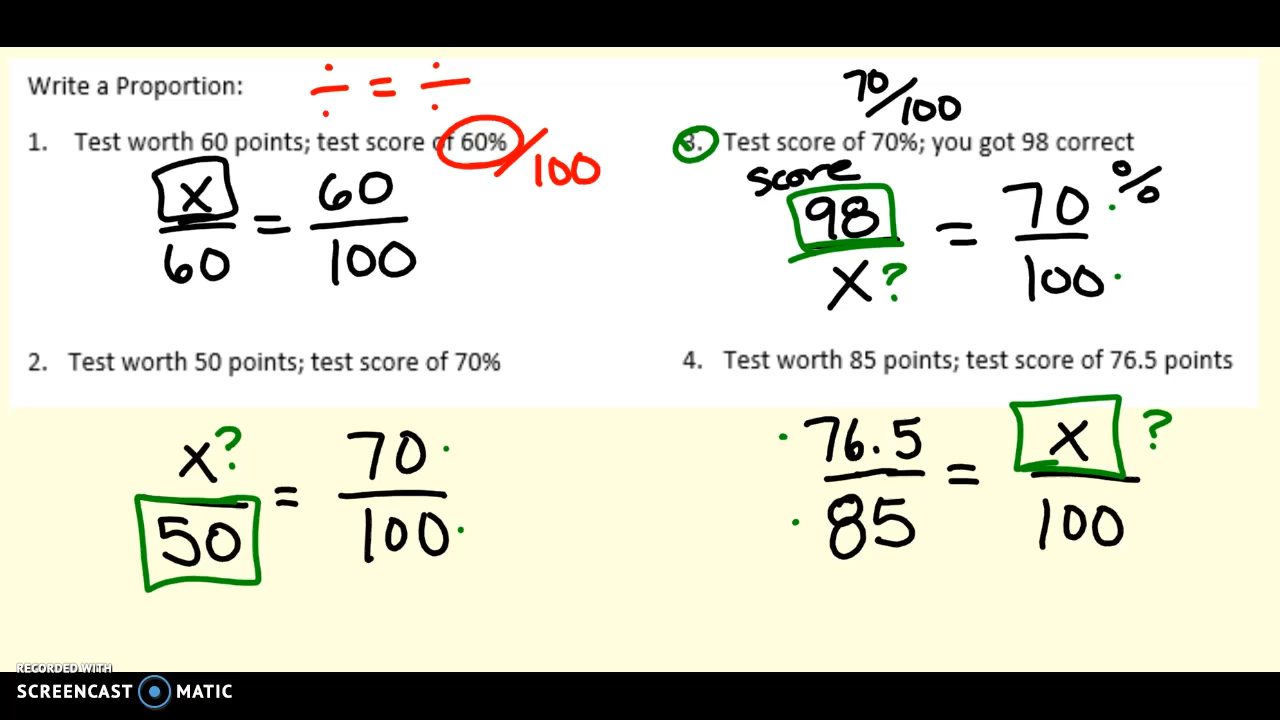 Write a Proportion:
÷ = ÷
1. Test worth 60 points; test score of 60%
/100
x/60 = 60/100
70/100
3. Test score of 70%; you got 98 correct
score
98/x? = 70/100 %
2. Test worth 50 points; test score of 70%
x?/50 = 70/100
4. Test worth 85 points; test score of 76.5 points
76.5/85 = x/100 ?
RECORDED WITH
SCREENCAST MATIC